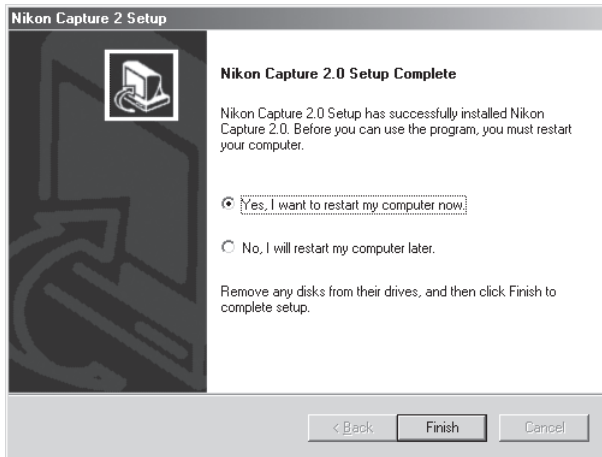 Nikon Capture 2 Setup
Nikon Capture 2.0 Setup Complete
Nikon Capture 2.0 Setup has successfully installed Nikon
Capture 2.0. Before you can use the program, you must restart
your computer.
Yes, I want to restart my computer now.
No, I will restart my computer later.
Remove any disks from their drives, and then click Finish to
complete setup.
< Back
Finish
Cancel